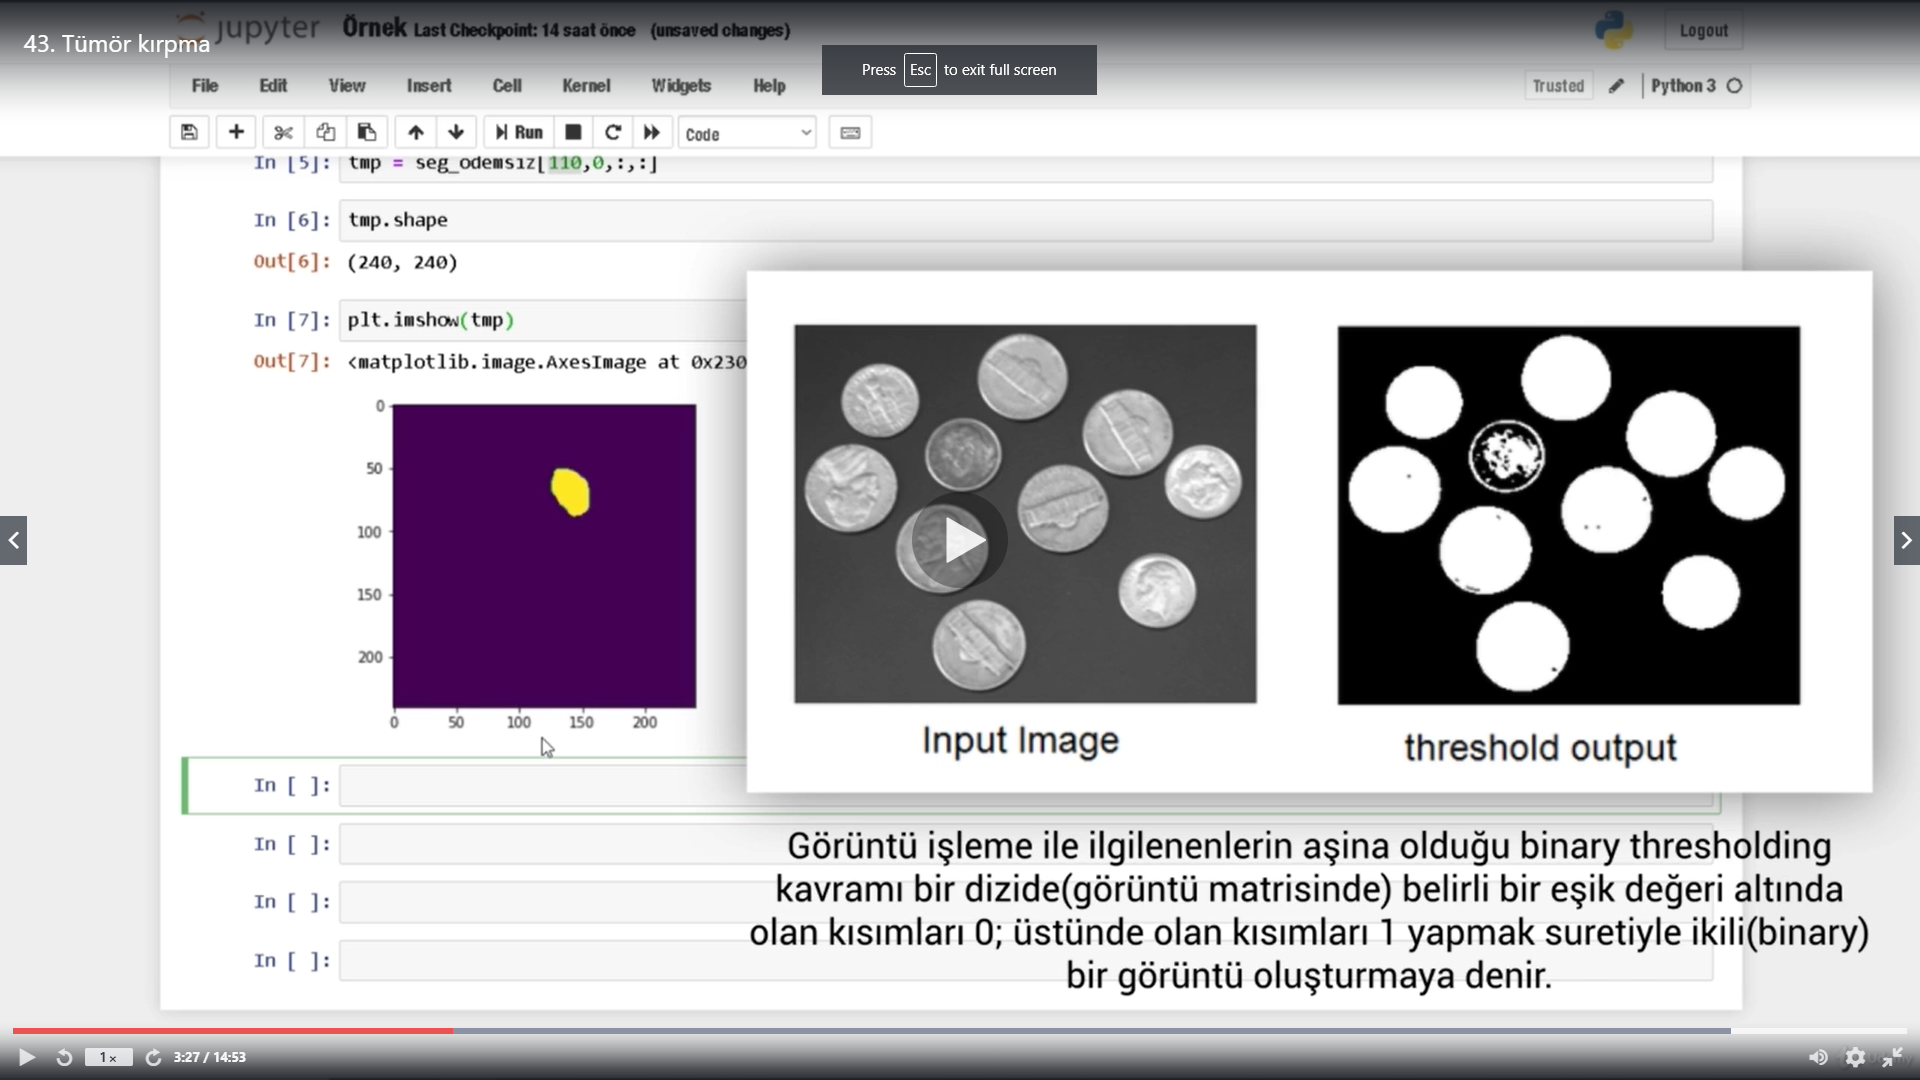 43. Tümör kırpma
jupyter Örnek Last Checkpoint: 14 saat önce (unsaved changes)
Logout
Press Esc to exit full screen
File Edit View Insert Cell Kernel Widgets Help
Trusted Python 3
Run Code
In [5]: tmp = seg_odemsiz[110,0,:,:]
In [6]: tmp.shape
Out[6]: (240, 240)
In [7]: plt.imshow(tmp)
Out[7]: <matplotlib.image.AxesImage at 0x230
0
50
100
150
200
0 50 100 150 200
Input Image
threshold output
In [ ]:
In [ ]:
In [ ]:
In [ ]:
Görüntü işleme ile ilgilenenlerin aşina olduğu binary thresholding
kavramı bir dizide(görüntü matrisinde) belirli bir eşik değeri altında
olan kısımları 0; üstünde olan kısımları 1 yapmak suretiyle ikili(binary)
bir görüntü oluşturmaya denir.
1x 3:27 / 14:53